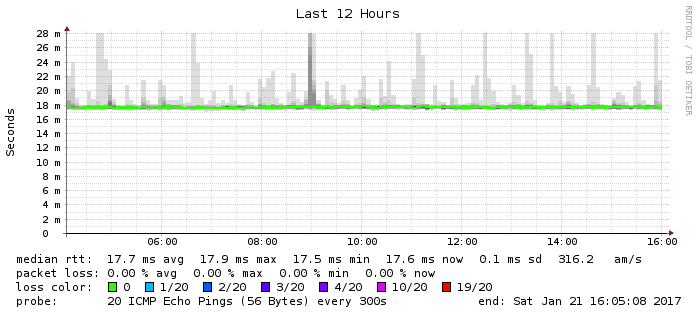 Last 12 Hours
RRDTOOL / TOBI OETIKER
Seconds
28 m
26 m
24 m
22 m
20 m
18 m
16 m
14 m
12 m
10 m
8 m
6 m
4 m
2 m
0
06:00 08:00 10:00 12:00 14:00 16:00
median rtt: 17.7 ms avg 17.9 ms max 17.5 ms min 17.6 ms now 0.1 ms sd 316.2 am/s
packet loss: 0.00 % avg 0.00 % max 0.00 % min 0.00 % now
loss color: 0 1/20 2/20 3/20 4/20 10/20 19/20
probe: 20 ICMP Echo Pings (56 Bytes) every 300s end: Sat Jan 21 16:05:08 2017